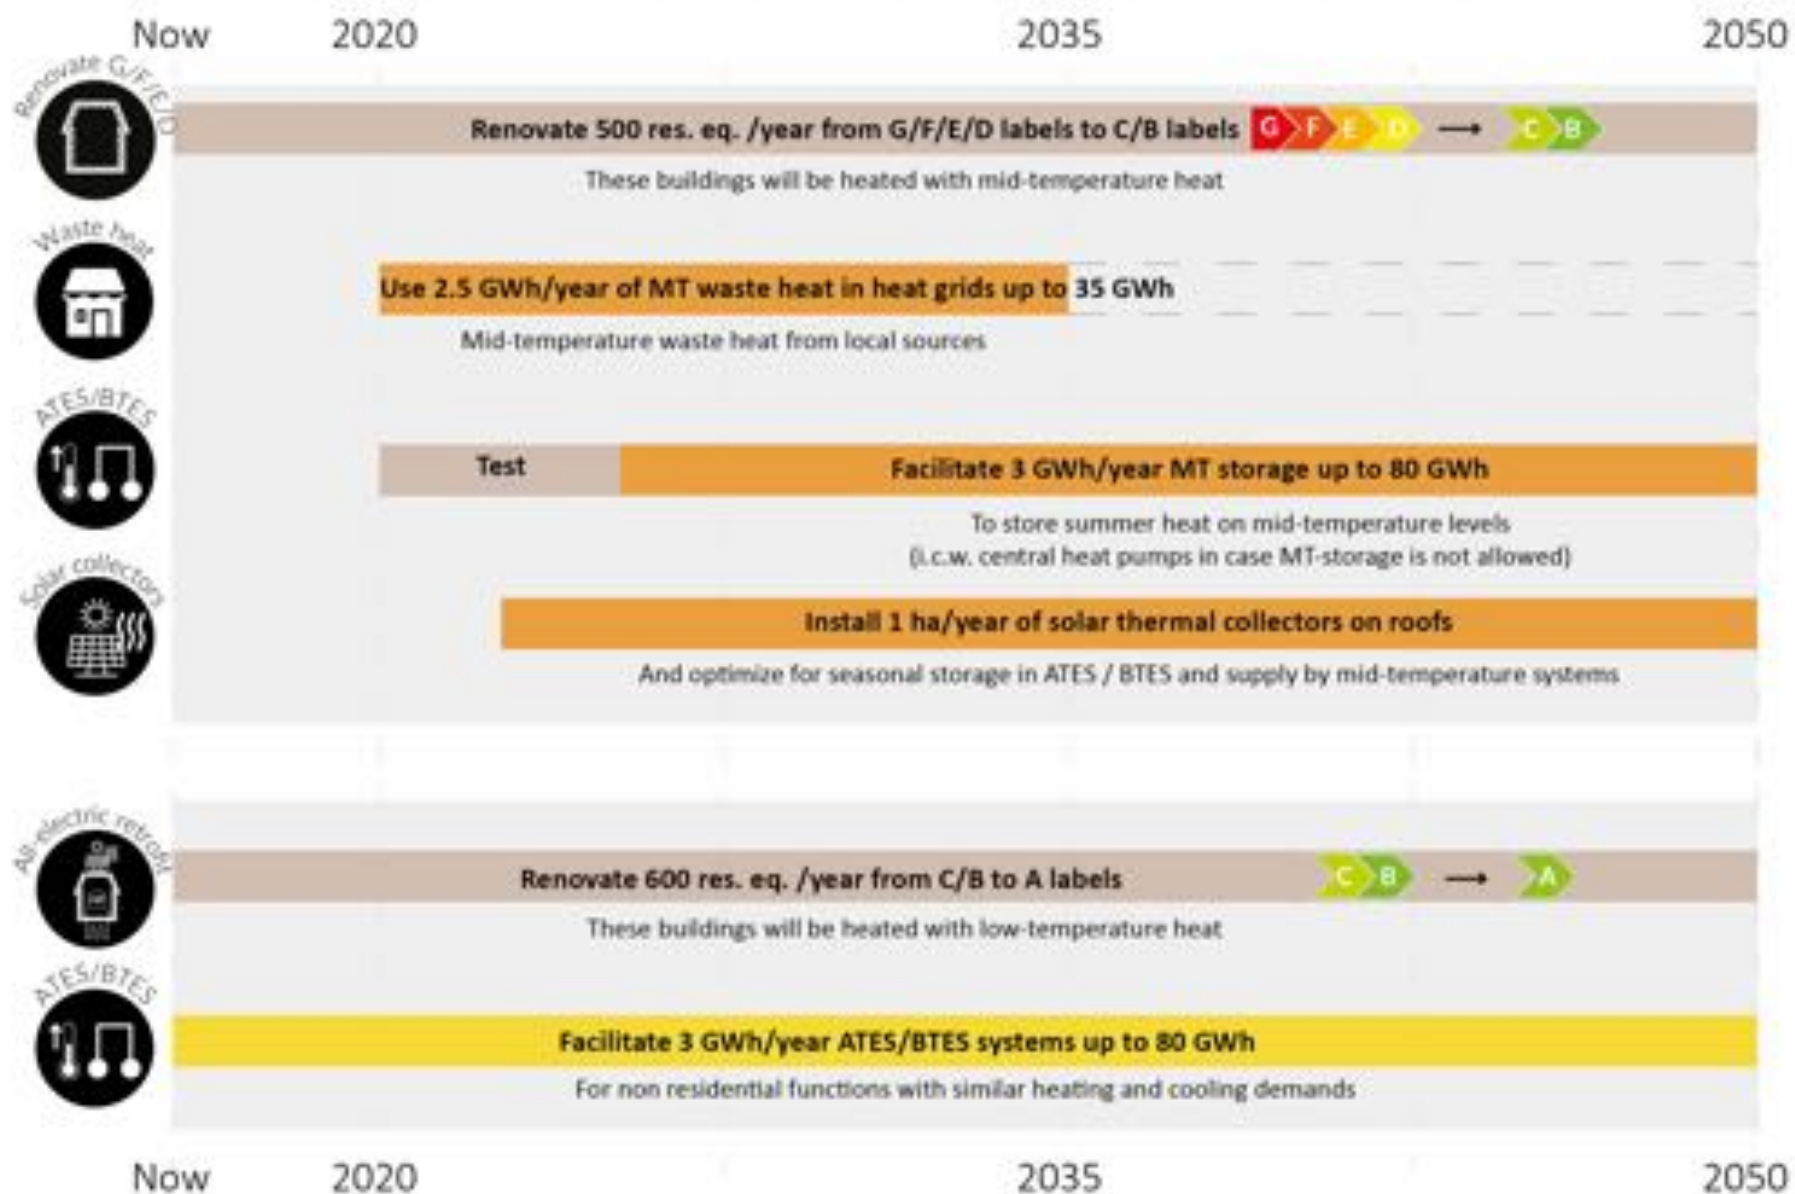 Now 2020 2035 2050
Renovate G/F/E/D
Renovate 500 res. eq. /year from G/F/E/D labels to C/B labels G F E D → C B
These buildings will be heated with mid-temperature heat
Waste heat
Use 2.5 GWh/year of MT waste heat in heat grids up to 35 GWh
Mid-temperature waste heat from local sources
ATES/BTES
Test Facilitate 3 GWh/year MT storage up to 80 GWh
To store summer heat on mid-temperature levels
(i.c.w. central heat pumps in case MT-storage is not allowed)
Solar collectors
Install 1 ha/year of solar thermal collectors on roofs
And optimize for seasonal storage in ATES / BTES and supply by mid-temperature systems
All-electric retrofit
Renovate 600 res. eq. /year from C/B to A labels C B → A
These buildings will be heated with low-temperature heat
ATES/BTES
Facilitate 3 GWh/year ATES/BTES systems up to 80 GWh
For non residential functions with similar heating and cooling demands
Now 2020 2035 2050